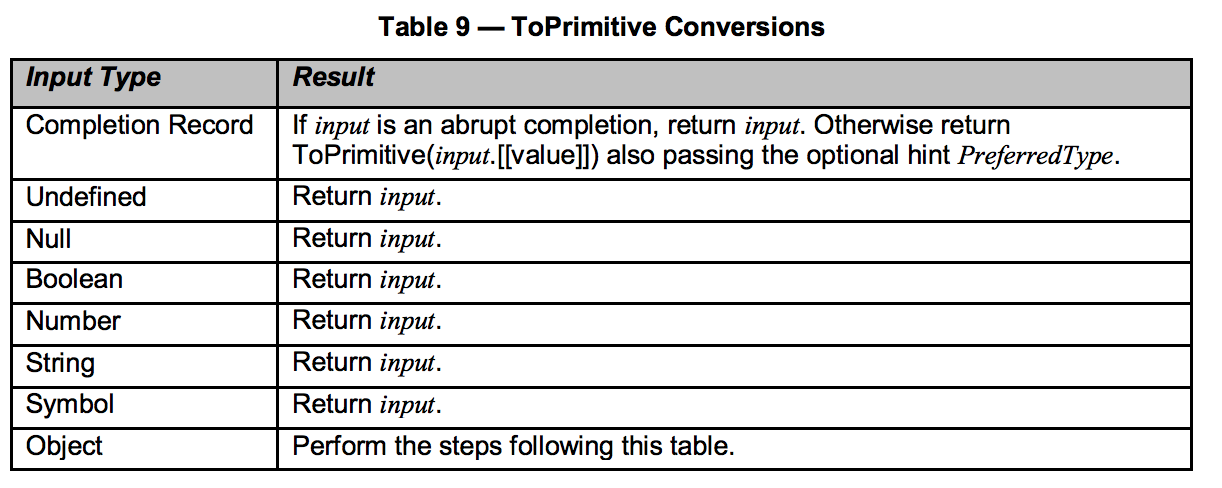 Table 9 — ToPrimitive Conversions
Input Type Result
Completion Record If input is an abrupt completion, return input. Otherwise return
ToPrimitive(input.[[value]]) also passing the optional hint PreferredType.
Undefined Return input.
Null Return input.
Boolean Return input.
Number Return input.
String Return input.
Symbol Return input.
Object Perform the steps following this table.